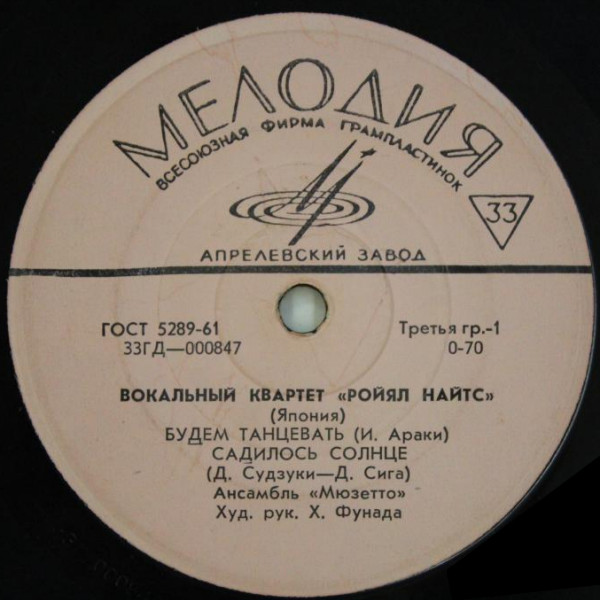 МЕЛОДИЯ
ВСЕСОЮЗНАЯ ФИРМА ГРАМПЛАСТИНОК
33
АПРЕЛЕВСКИЙ ЗАВОД
ГОСТ 5289-61 Третья гр.-1
33ГД—000847 0-70
ВОКАЛЬНЫЙ КВАРТЕТ «РОЙЯЛ НАЙТС»
(Япония)
БУДЕМ ТАНЦЕВАТЬ (И. Араки)
САДИЛОСЬ СОЛНЦЕ
(Д. Судзуки—Д. Сига)
Ансамбль «Мюзетто»
Худ. рук. Х. Фунада